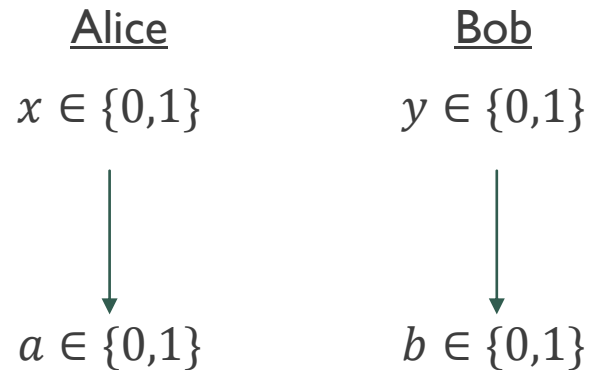 Alice Bob
x ∈ {0,1} y ∈ {0,1}
a ∈ {0,1} b ∈ {0,1}